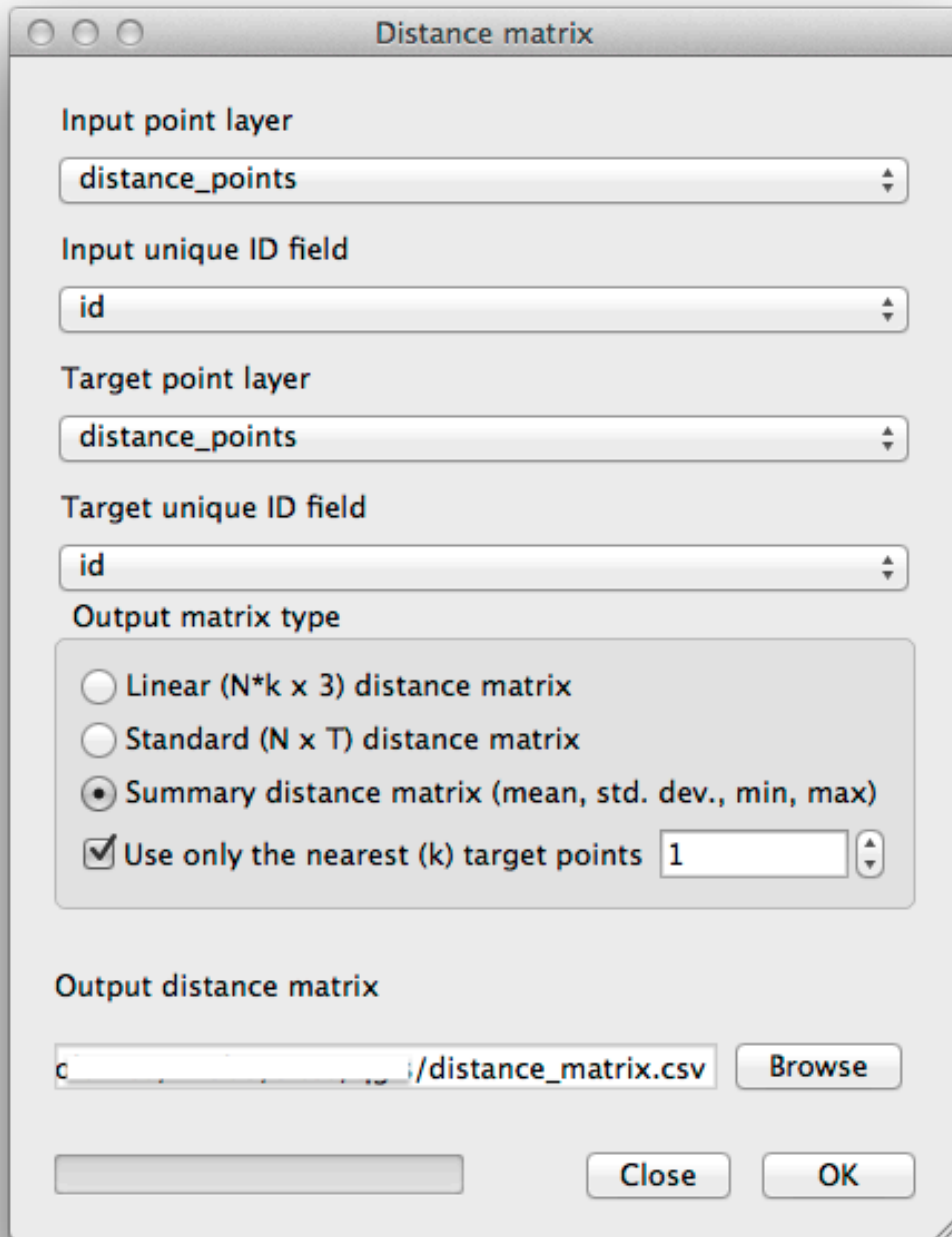 Distance matrix
Input point layer
distance_points
Input unique ID field
id
Target point layer
distance_points
Target unique ID field
id
Output matrix type
Linear (N*k x 3) distance matrix
Standard (N x T) distance matrix
Summary distance matrix (mean, std. dev., min, max)
Use only the nearest (k) target points 1
Output distance matrix
/distance_matrix.csv Browse
Close OK